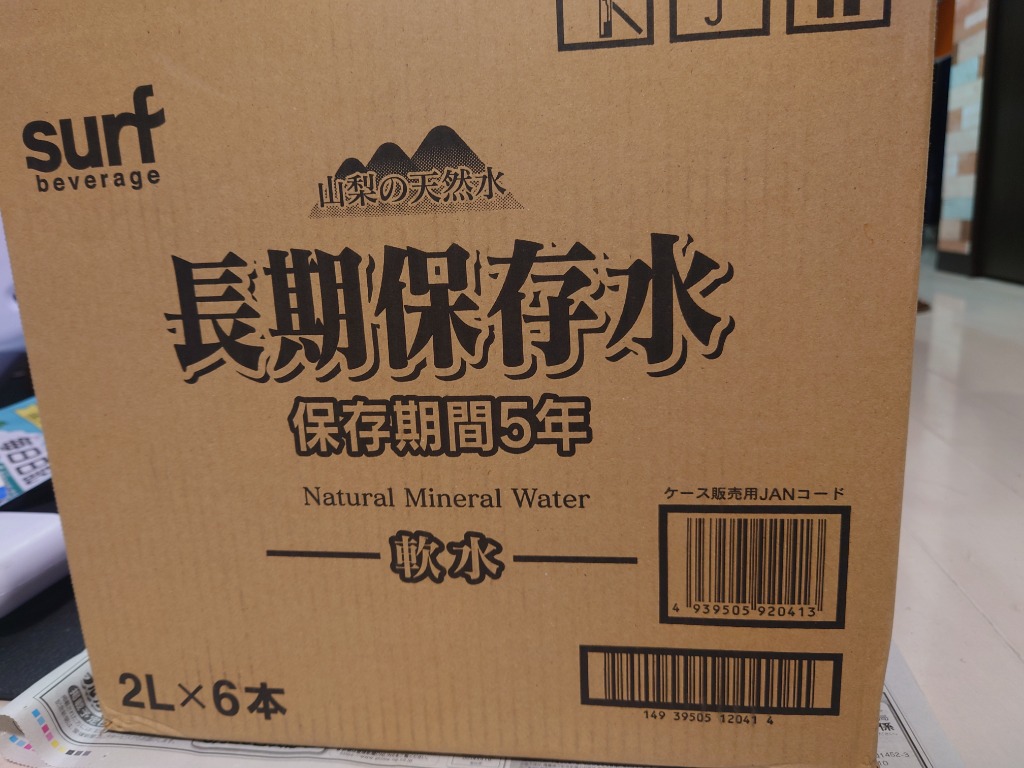 surf
beverage
山梨の天然水
長期保存水
保存期間5年
Natural Mineral Water
軟水
ケース販売用JANコード
4 939505 920413
2L×6本
149 39505 12041 4